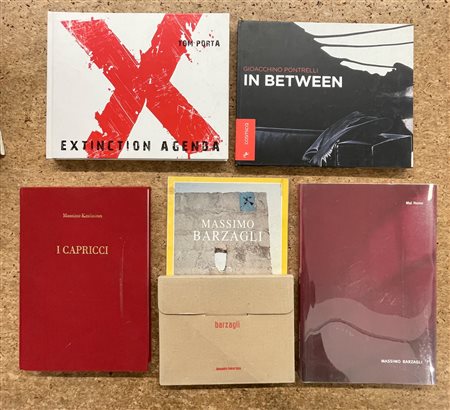 TOM PORTA
EXTINCTION AGENDA
GIOACCHINO PONTRELLI
IN BETWEEN
Massimo Kaufmann
I CAPRICCI
MASSIMO
BARZAGLI
barzagli
MASSIMO BARZAGLI